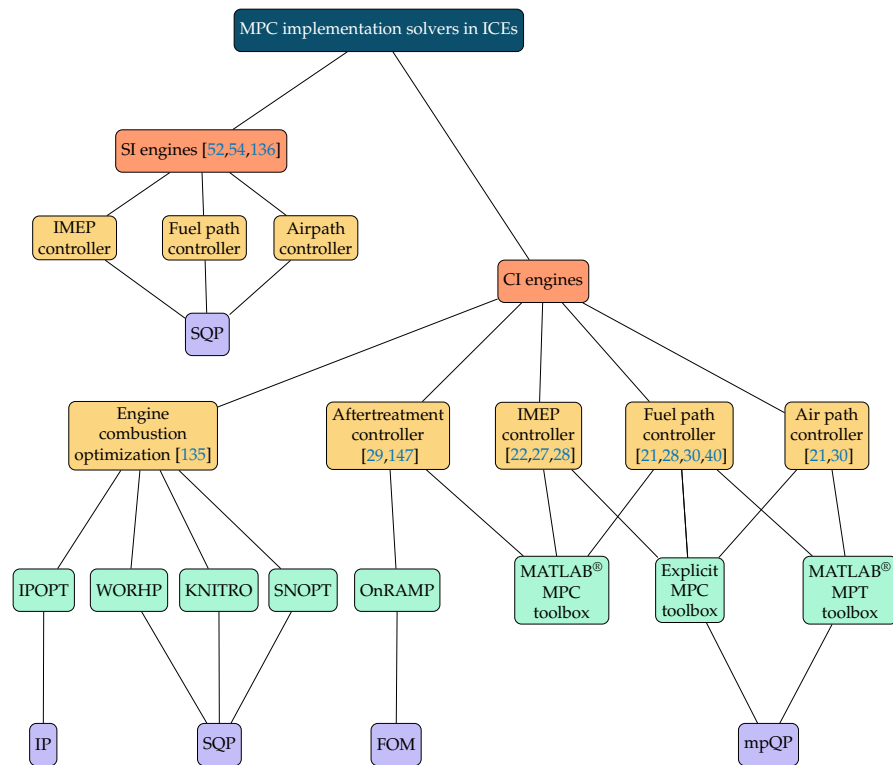 MPC implementation solvers in ICEs
SI engines [52,54,136]
IMEP
controller
Fuel path
controller
Airpath
controller
SQP
CI engines
Engine
combustion
optimization [135]
Aftertreatment
controller
[29,147]
IMEP
controller
[22,27,28]
Fuel path
controller
[21,28,30,40]
Air path
controller
[21,30]
IPOPT
WORHP
KNITRO
SNOPT
OnRAMP
MATLAB®
MPC
toolbox
Explicit
MPC
toolbox
MATLAB®
MPT
toolbox
IP
SQP
FOM
mpQP